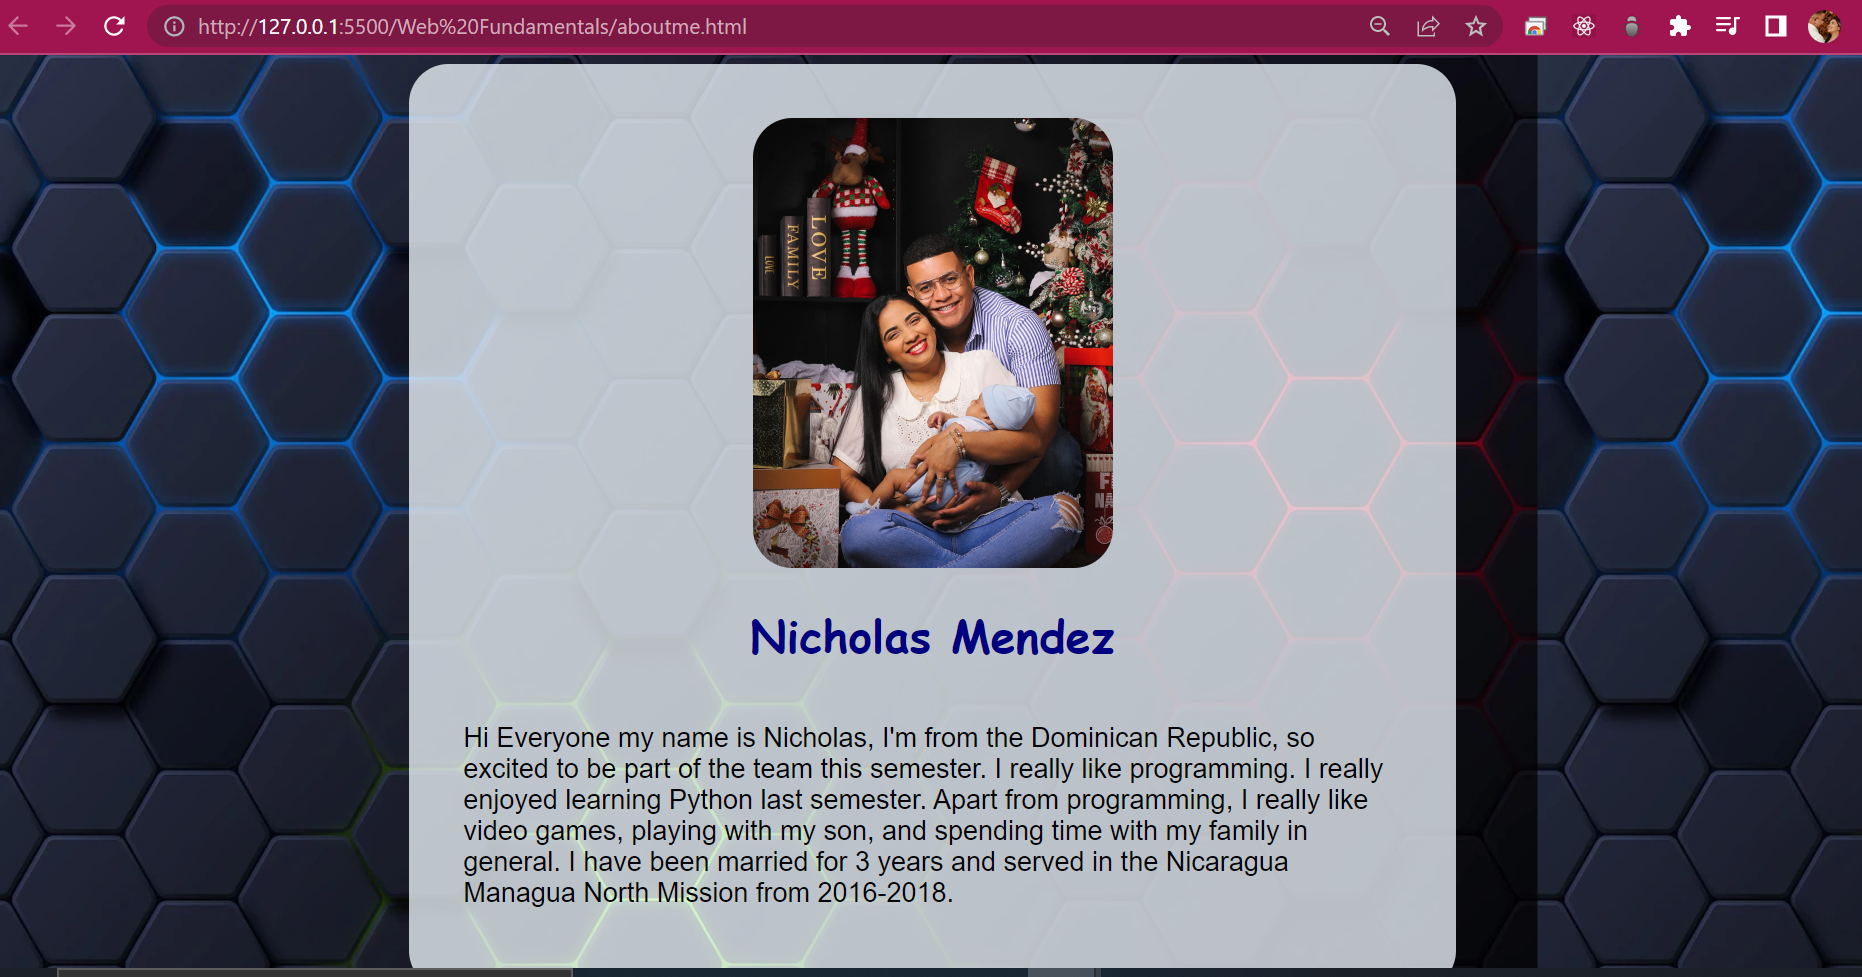 http://127.0.0.1:5500/Web%20Fundamentals/aboutme.html
LOVE
FAMILY
LOVE
Nicholas Mendez
Hi Everyone my name is Nicholas, I'm from the Dominican Republic, so
excited to be part of the team this semester. I really like programming. I really
enjoyed learning Python last semester. Apart from programming, I really like
video games, playing with my son, and spending time with my family in
general. I have been married for 3 years and served in the Nicaragua
Managua North Mission from 2016-2018.